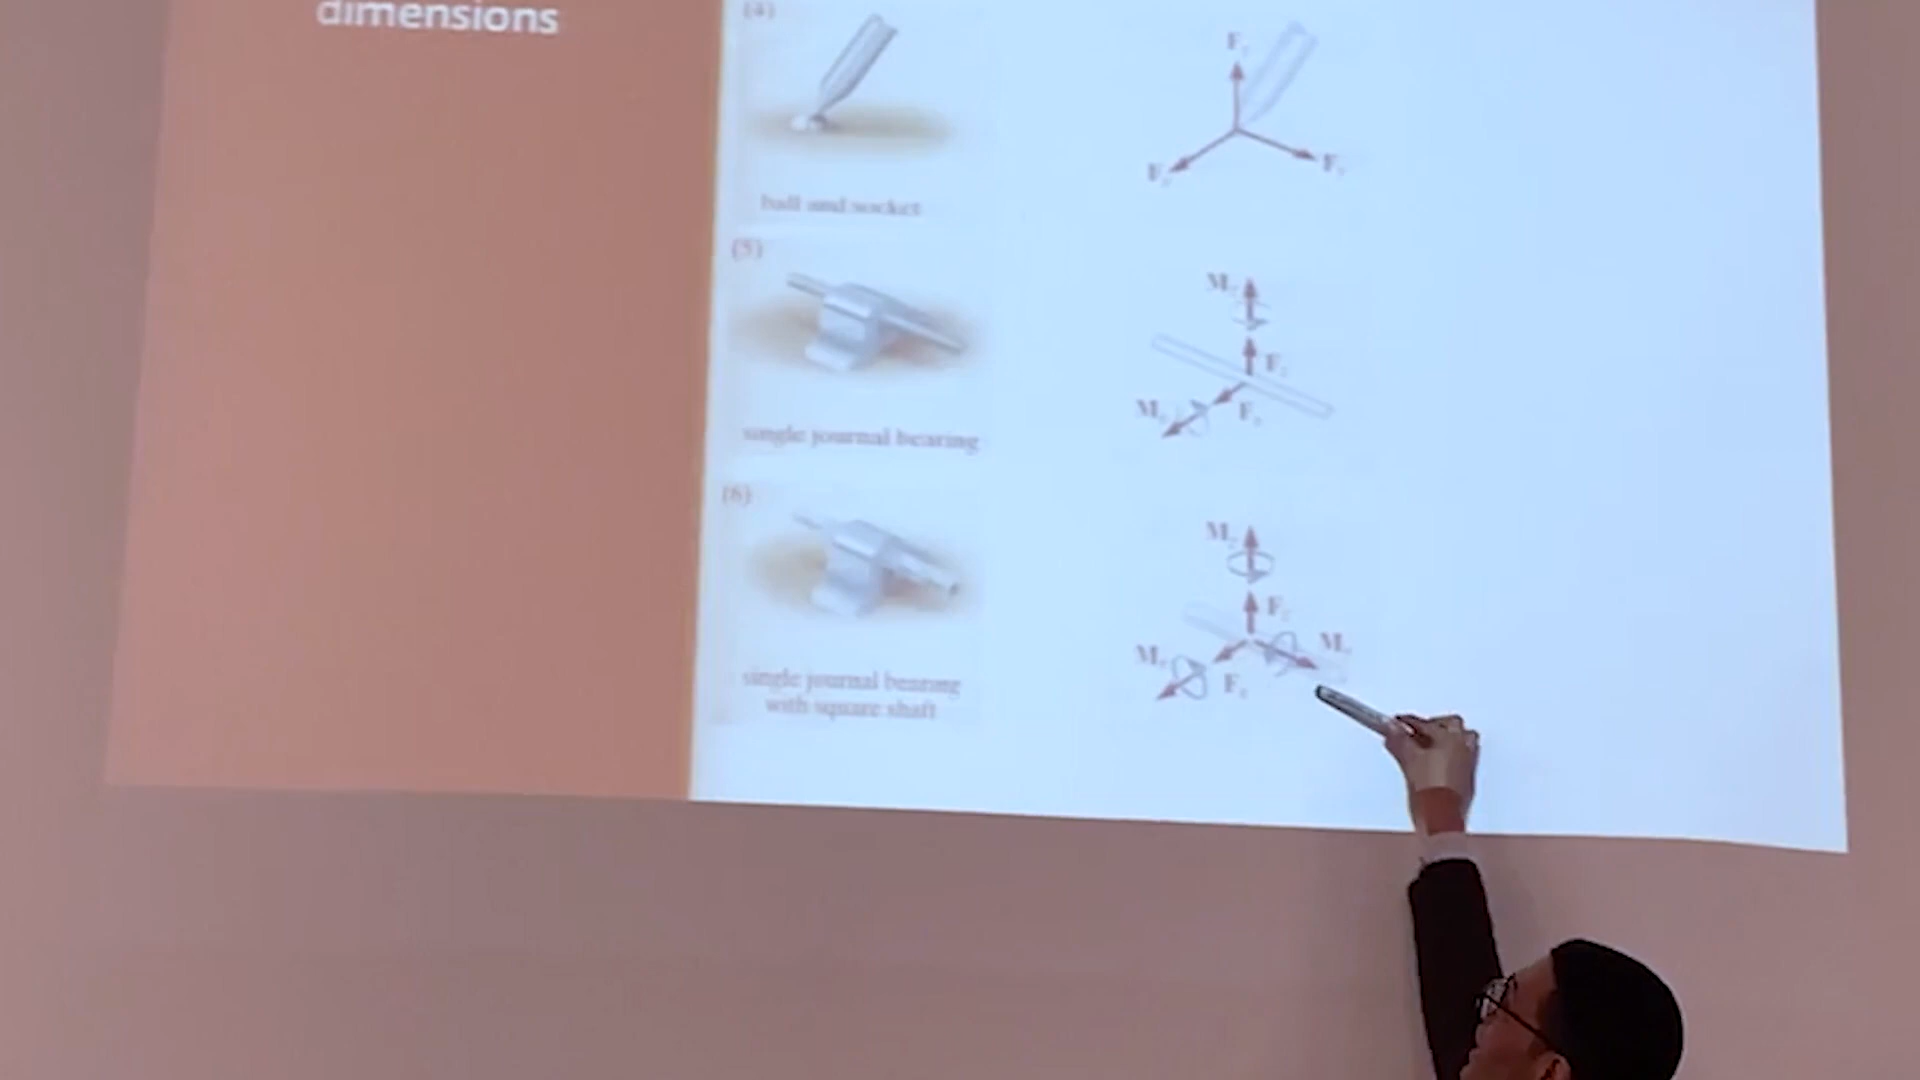 dimensions
(4)
ball and socket
(5)
single journal bearing
(6)
single journal bearing
with square shaft
F
F
F
M
F
M
F
M
F
M
M
F